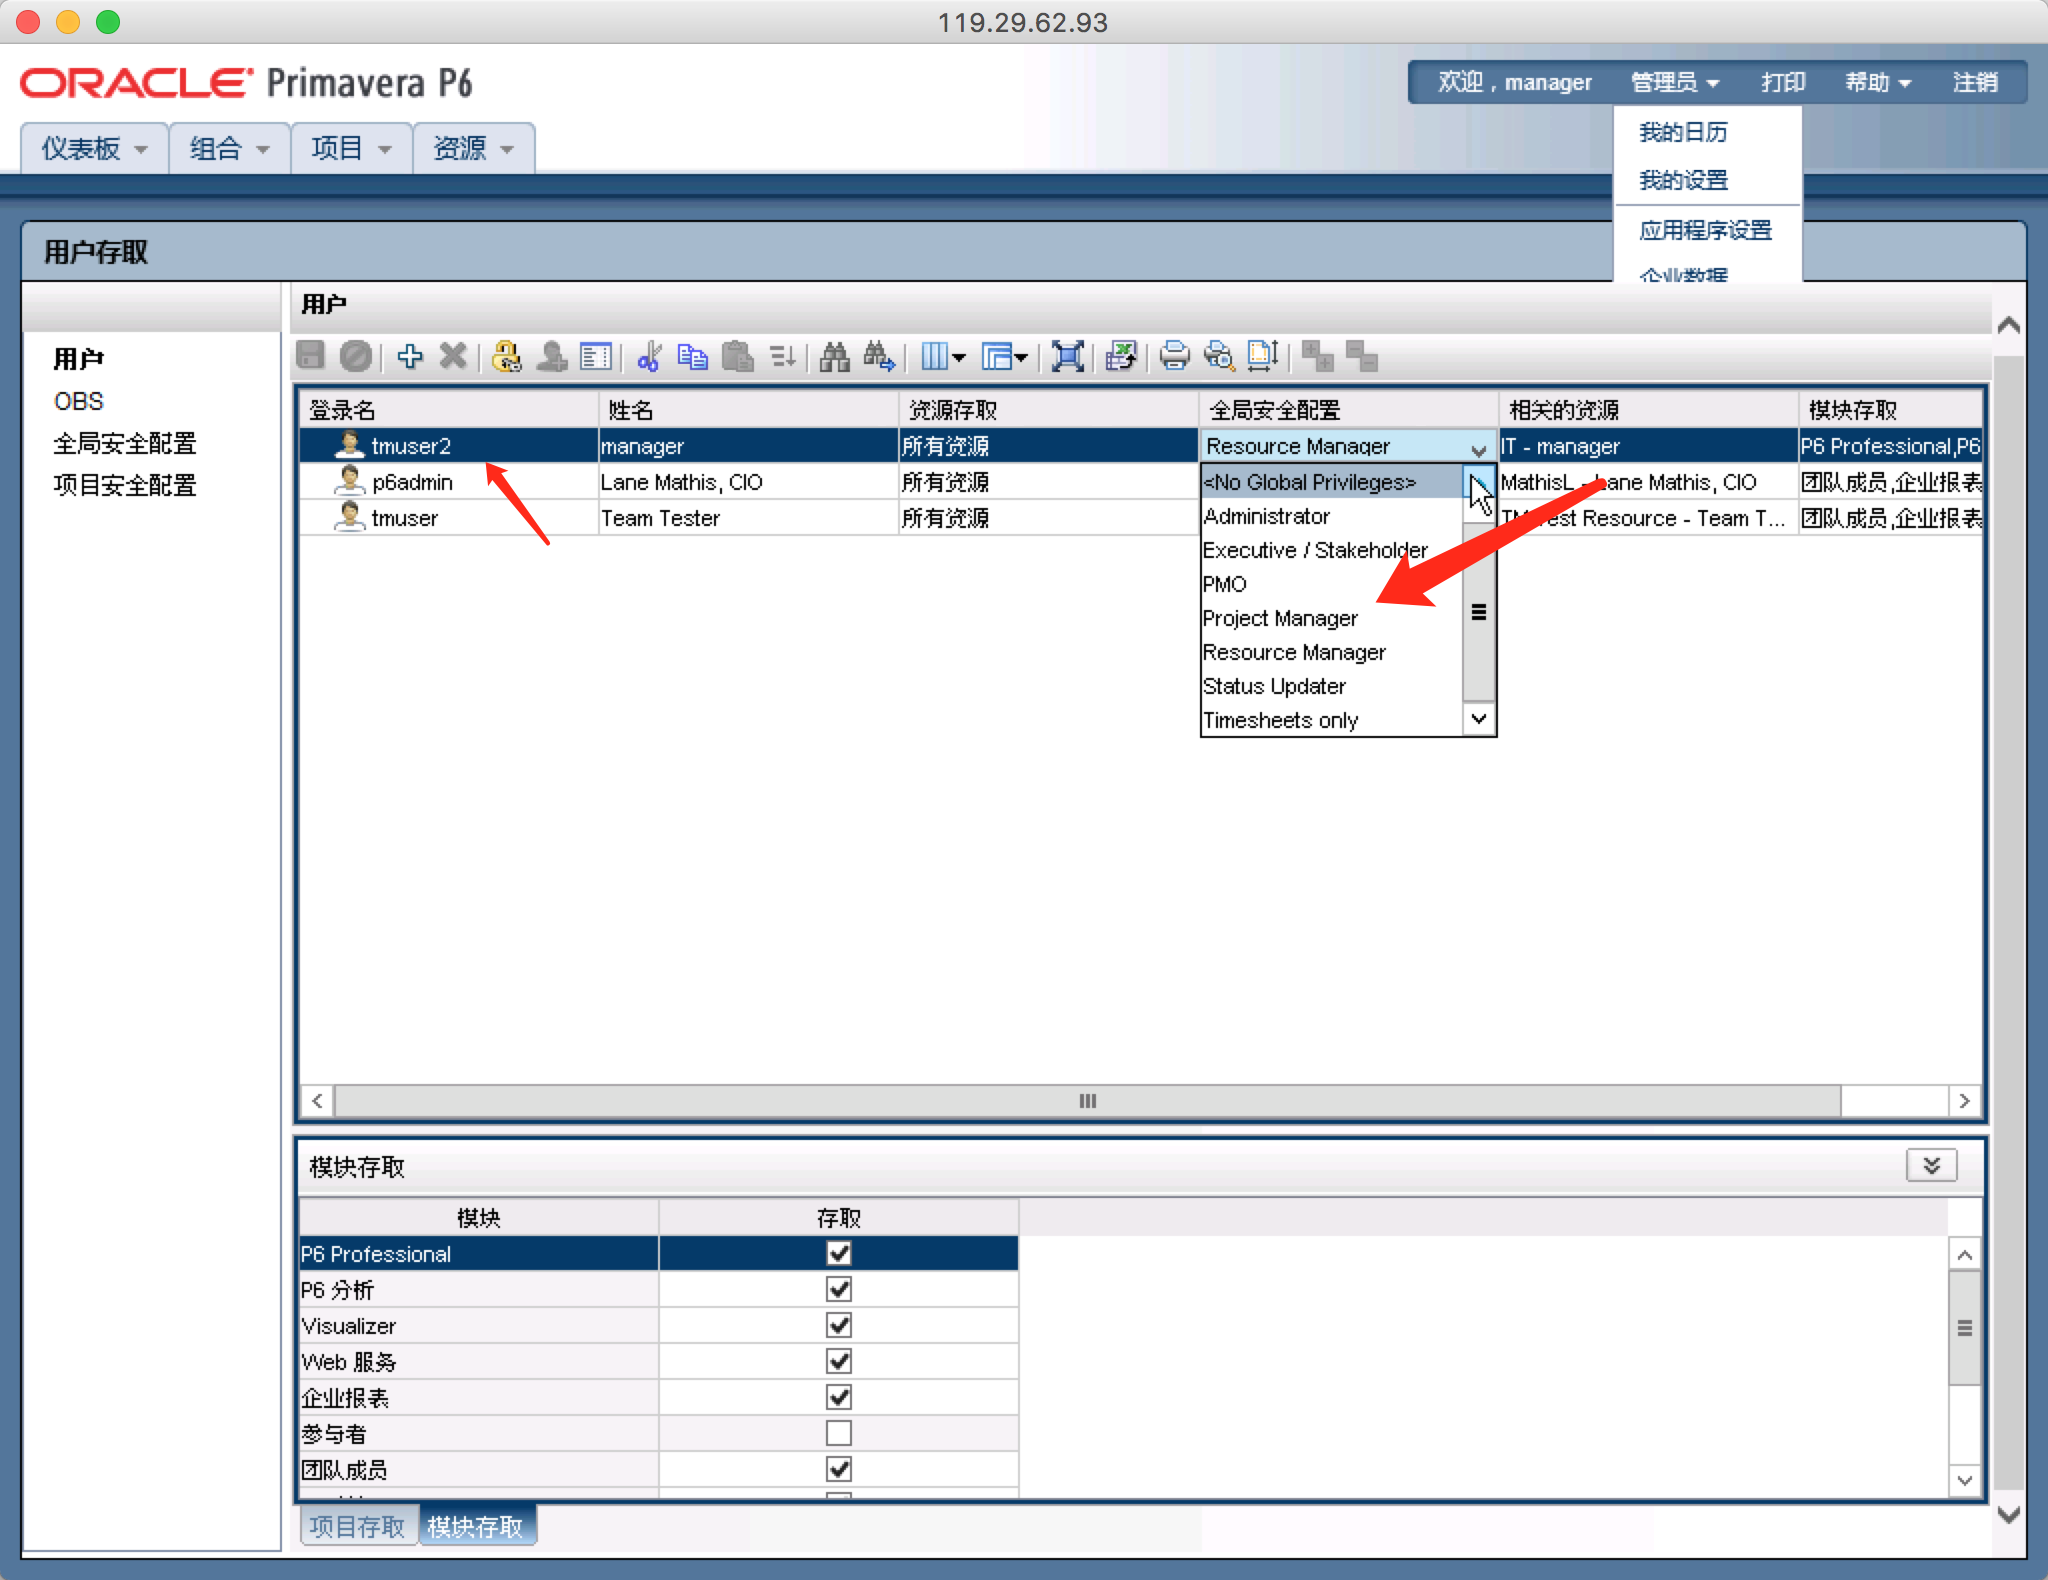 119.29.62.93
ORACLE Primavera P6
欢迎，manager 管理员 打印 帮助 注销
仪表板 组合 项目 资源
我的日历
我的设置
应用程序设置
企业数据
用户存取
用户
用户
OBS
全局安全配置
项目安全配置
登录名 姓名 资源存取 全局安全配置 相关的资源 模块存取
tmuser2 manager 所有资源 Resource Manager IT - manager P6 Professional,P6
p6admin Lane Mathis, CIO 所有资源 <No Global Privileges> MathisL - Lane Mathis, CIO 团队成员,企业报表
tmuser Team Tester 所有资源 Administrator Test Resource - Team T... 团队成员,企业报表
Executive / Stakeholder
PMO
Project Manager
Resource Manager
Status Updater
Timesheets only
模块存取
模块 存取
P6 Professional
P6 分析
Visualizer
Web 服务
企业报表
参与者
团队成员
项目存取 模块存取